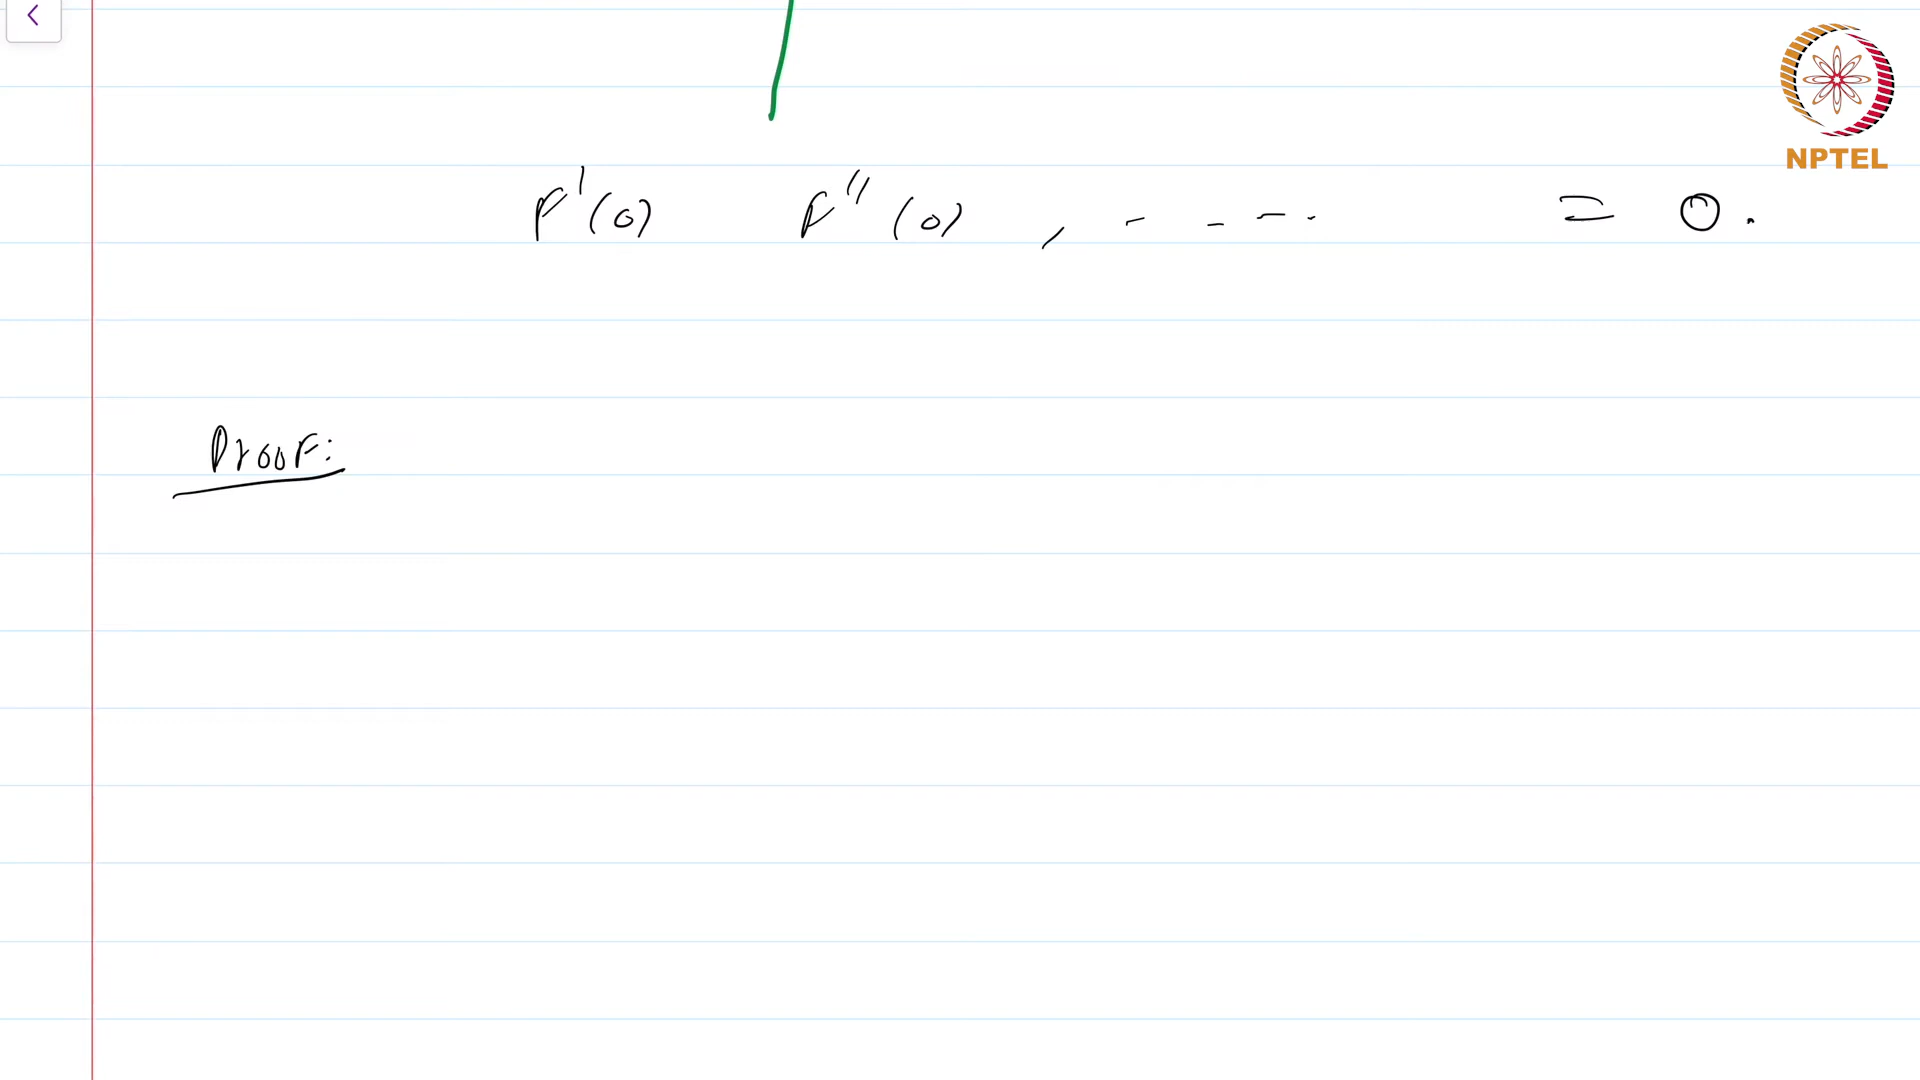 NPTEL
F'(0) F''(0), - - - . = 0.
Proof: